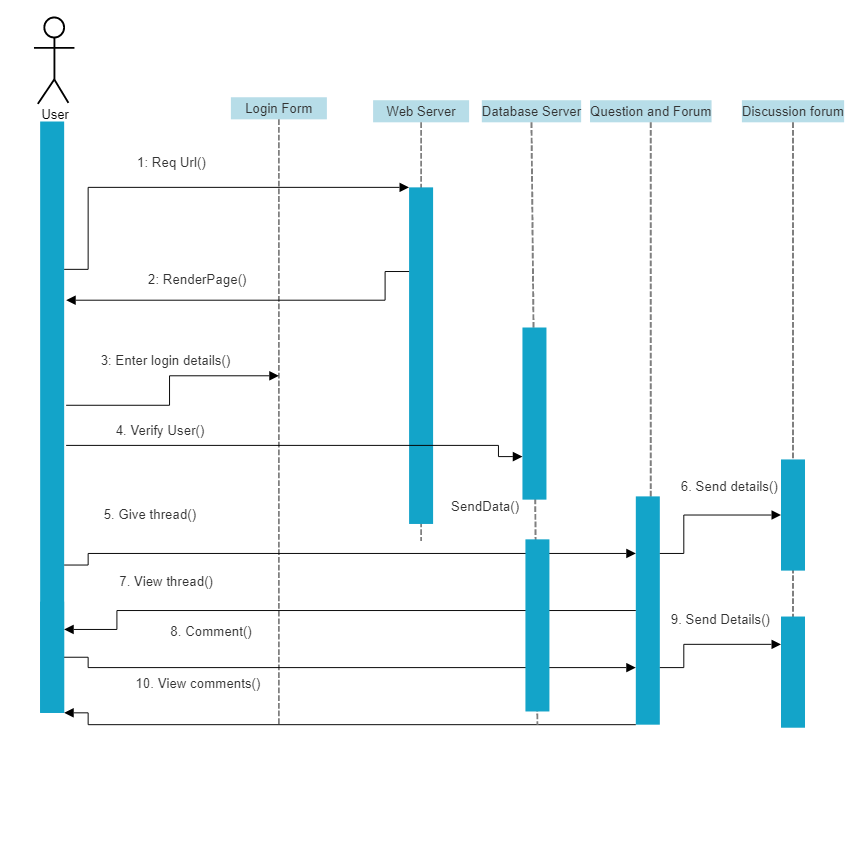 User
Login Form
Web Server
Database Server
Question and Forum
Discussion forum
1: Req Url()
2: RenderPage()
3: Enter login details()
4. Verify User()
6. Send details()
SendData()
5. Give thread()
7. View thread()
9. Send Details()
8. Comment()
10. View comments()